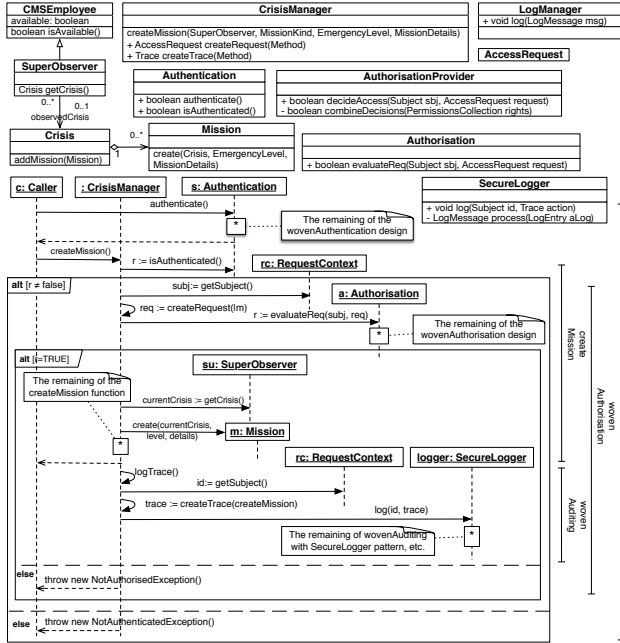 CMSEmployee
available: boolean
boolean isAvailable()
CrisisManager
createMission(SuperObserver, MissionKind, EmergencyLevel, MissionDetails)
+ AccessRequest createRequest(Method)
+ Trace createTrace(Method)
LogManager
+ void log(LogMessage msg)
AccessRequest
SuperObserver
Crisis getCrisis()
Authentication
+ boolean authenticate()
+ boolean isAuthenticated()
AuthorisationProvider
+ boolean decideAccess(Subject sbj, AccessRequest request)
- boolean combineDecisions(PermissionsCollection rights)
0..*
0..1
observedCrisis
Crisis
addMission(Mission)
1
0..*
Mission
create(Crisis, EmergencyLevel,
MissionDetails)
Authorisation
+ boolean evaluateReq(Subject sbj, AccessRequest request)
SecureLogger
+ void log(Subject id, Trace action)
- LogMessage process(LogEntry aLog)
c: Caller
: CrisisManager
s: Authentication
authenticate()
*
The remaining of the
wovenAuthentication design
createMission()
r := isAuthenticated()
rc: RequestContext
alt [r ≠ false]
subj:= getSubject()
a: Authorisation
req := createRequest(lm)
r := evaluateReq(subj, req)
*
The remaining of the
wovenAuthorisation design
create
Mission
woven
Authorisation
alt [r=TRUE]
su: SuperObserver
The remaining of the
createMission function
currentCrisis := getCrisis()
create(currentCrisis,
level, details)
m: Mission
*
rc: RequestContext
logger: SecureLogger
logTrace()
id:=getSubject()
trace := createTrace(createMission)
log(id, trace)
*
The remaining of wovenAuditing
with SecureLogger pattern, etc.
woven
Auditing
else
throw new NotAuthorisedException()
else
throw new NotAuthenticatedException()